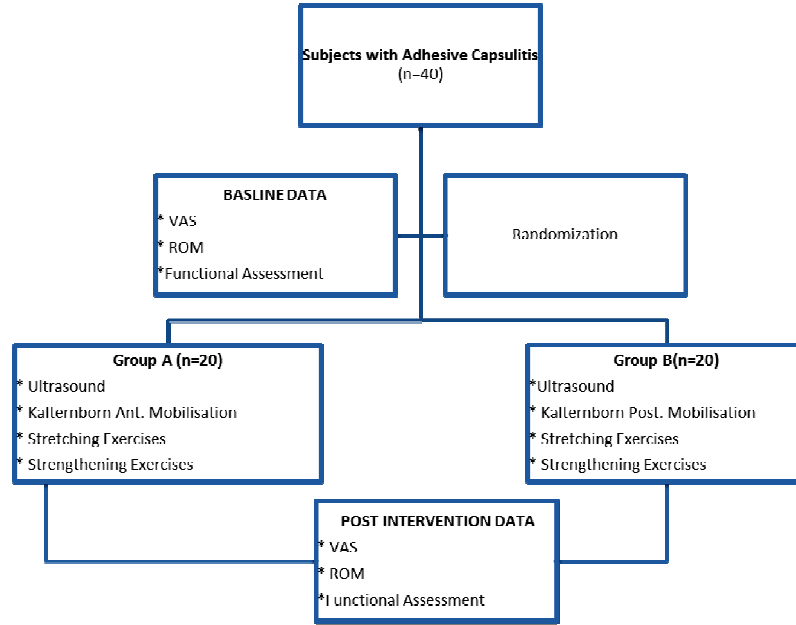 Subjects with Adhesive Capsulitis
(n=40)
BASLINE DATA
* VAS
* ROM
*Functional Assessment
Randomization
Group A (n=20)
* Ultrasound
* Kalternborn Ant. Mobilisation
* Stretching Exercises
* Strengthening Exercises
Group B(n=20)
*Ultrasound
* Kalternborn Post. Mobilisation
* Stretching Exercises
* Strengthening Exercises
POST INTERVENTION DATA
* VAS
* ROM
*Functional Assessment